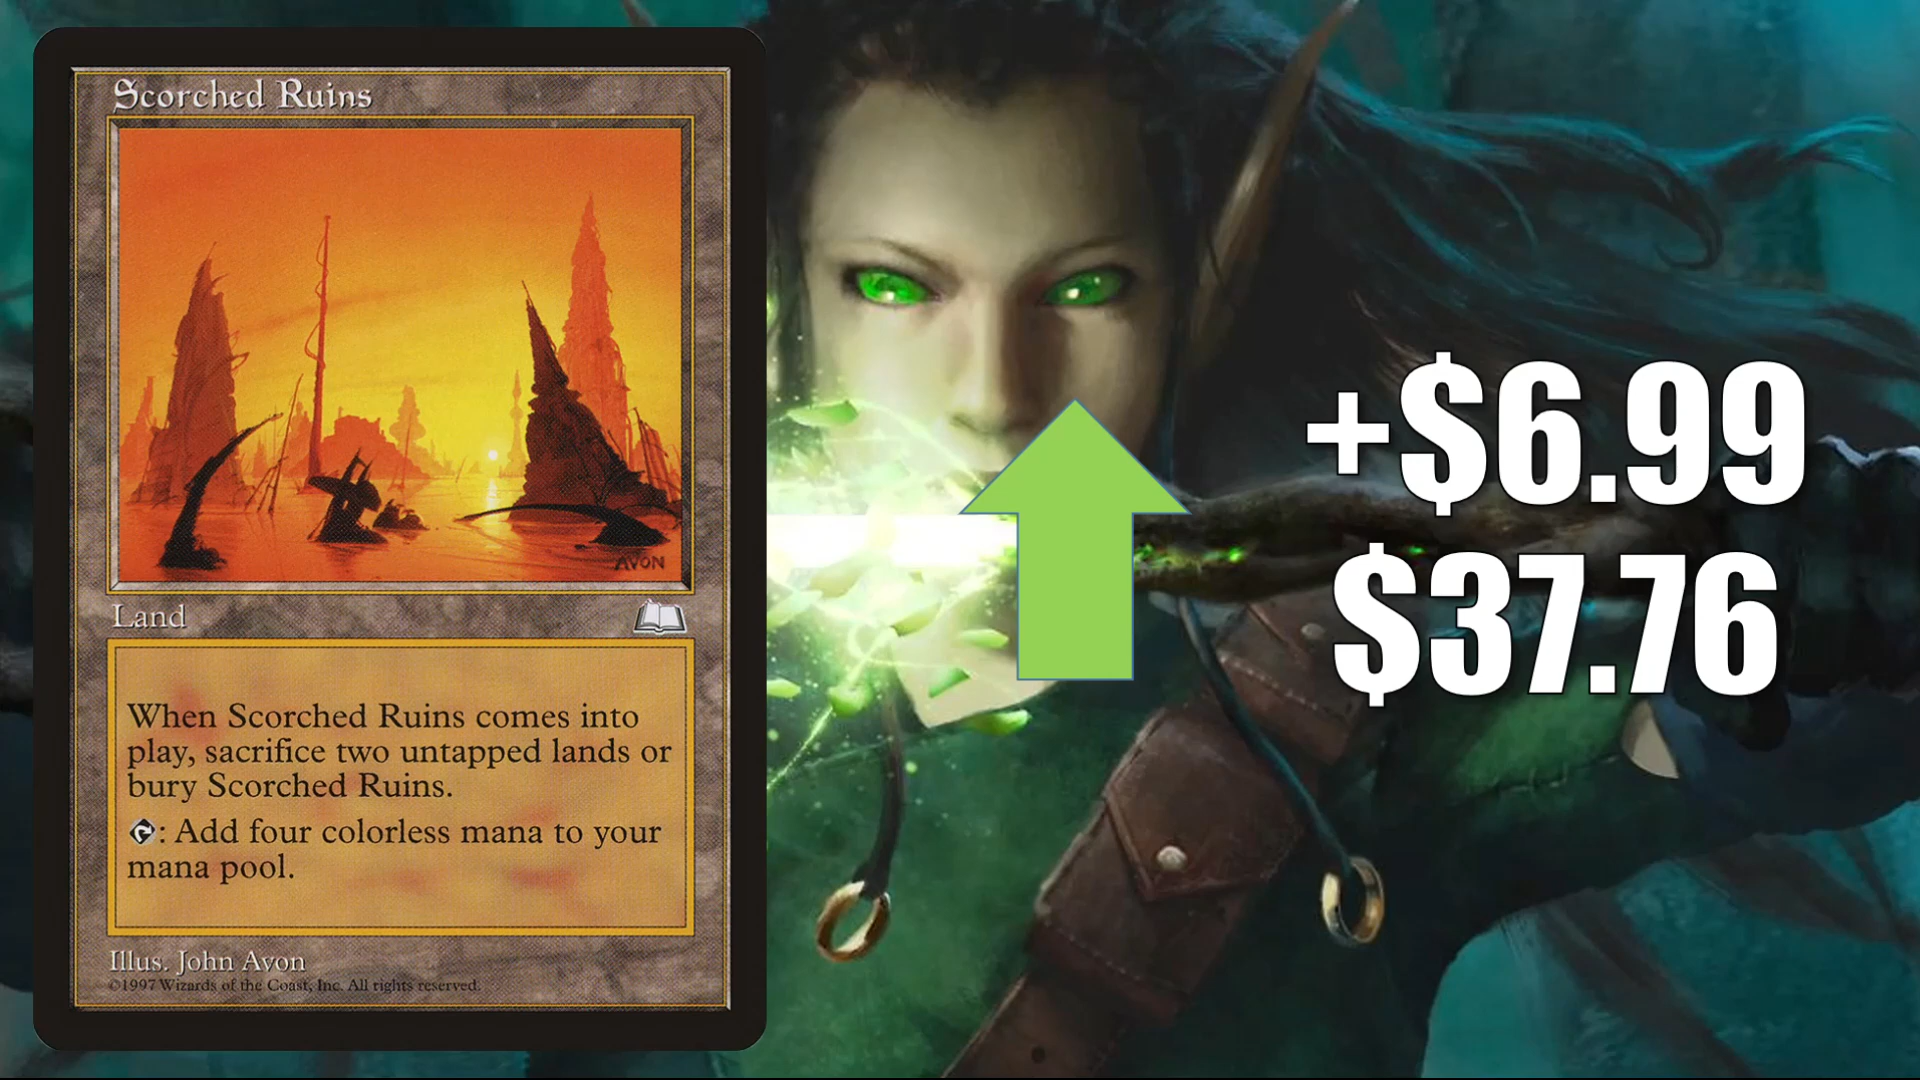 Scorched Ruins
AVON
Land
When Scorched Ruins comes into
play, sacrifice two untapped lands or
bury Scorched Ruins.
: Add four colorless mana to your
mana pool.
Illus. John Avon
©1997 Wizards of the Coast, Inc. All rights reserved.
+$6.99
$37.76